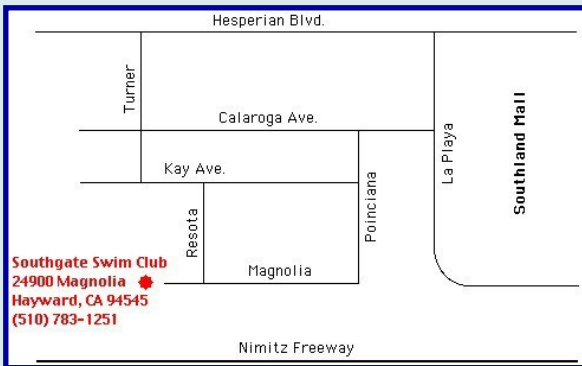 Hesperian Blvd.
Turner
Calaroga Ave.
La Playa
Southland Mall
Kay Ave.
Poinciana
Resota
Southgate Swim Club
24900 Magnolia
Hayward, CA 94545
(510) 783-1251
Magnolia
Nimitz Freeway